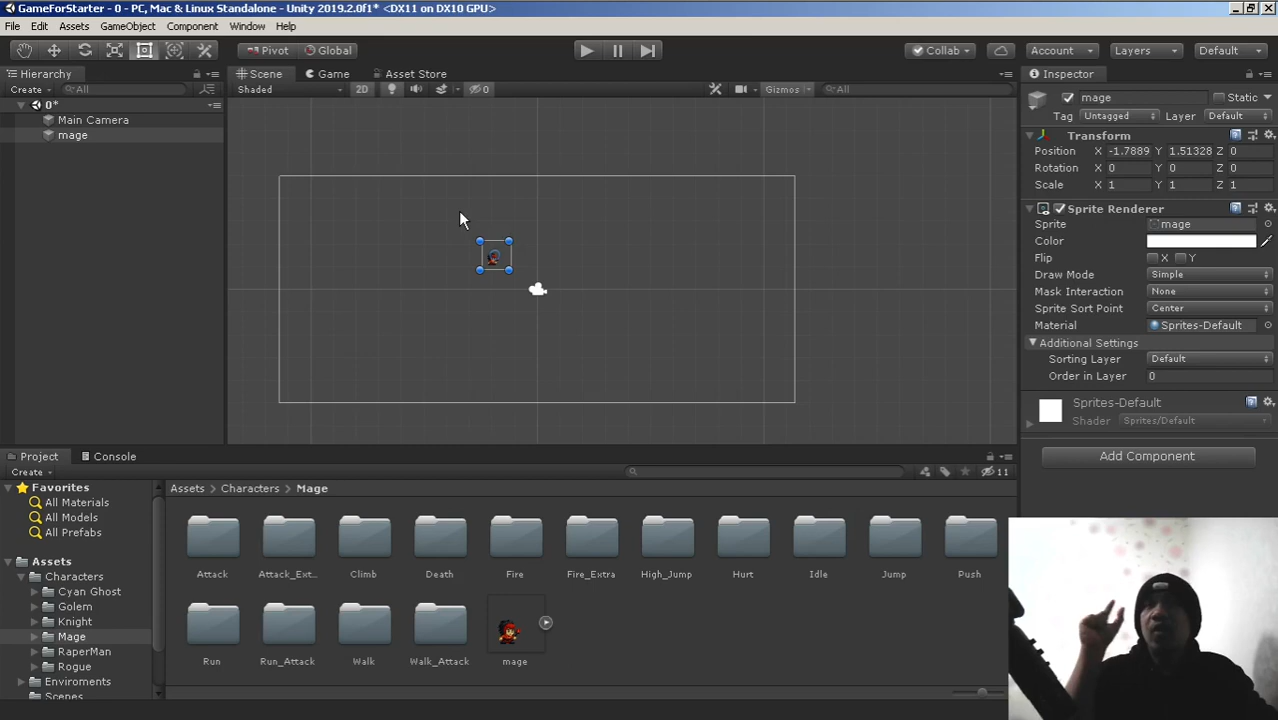 GameForStarter - 0 - PC, Mac & Linux Standalone - Unity 2019.2.0f1* <DX11 on DX10 GPU>
File Edit Assets GameObject Component Window Help
Pivot Global Collab Account Layers Default
Hierarchy
Create All
0*
Main Camera
mage
Scene Game Asset Store
Shaded 2D 0 Gizmos All
Inspector
mage Static
Tag Untagged Layer Default
Transform
Position X -1.7889 Y 1.51328 Z 0
Rotation X 0 Y 0 Z 0
Scale X 1 Y 1 Z 1
Sprite Renderer
Sprite mage
Color
Flip X Y
Draw Mode Simple
Mask Interaction None
Sprite Sort Point Center
Material Sprites-Default
Additional Settings
Sorting Layer Default
Order in Layer 0
Sprites-Default
Shader Sprites/Default
Add Component
Project Console
Create 11
Favorites
All Materials
All Models
All Prefabs
Assets
Characters
Cyan Ghost
Golem
Knight
Mage
RaperMan
Rogue
Enviroments
Scenes
Assets > Characters > Mage
Attack Attack_Ext... Climb Death Fire Fire_Extra High_Jump Hurt Idle Jump Push
Run Run_Attack Walk Walk_Attack mage